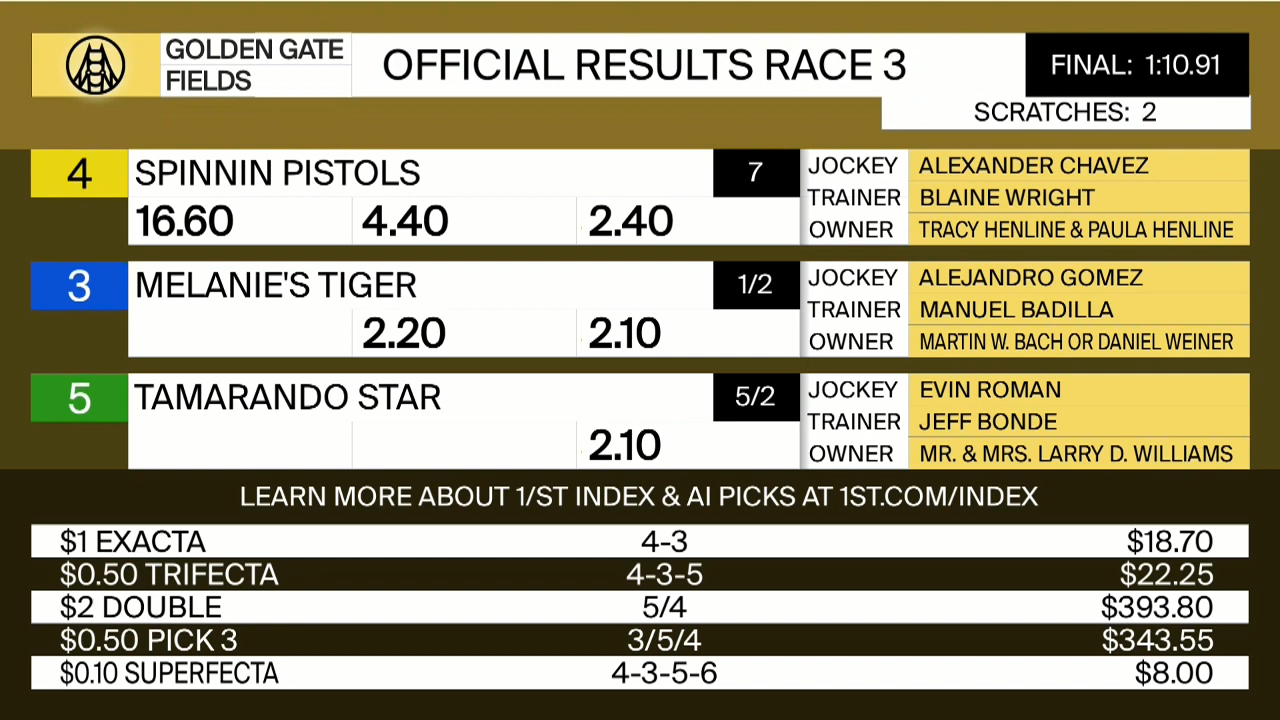 GOLDEN GATE
FIELDS
OFFICIAL RESULTS RACE 3
FINAL: 1:10.91
SCRATCHES: 2
4 SPINNIN PISTOLS 7
16.60 4.40 2.40
JOCKEY ALEXANDER CHAVEZ
TRAINER BLAINE WRIGHT
OWNER TRACY HENLINE & PAULA HENLINE
3 MELANIE'S TIGER 1/2
2.20 2.10
JOCKEY ALEJANDRO GOMEZ
TRAINER MANUEL BADILLA
OWNER MARTIN W. BACH OR DANIEL WEINER
5 TAMARANDO STAR 5/2
2.10
JOCKEY EVIN ROMAN
TRAINER JEFF BONDE
OWNER MR. & MRS. LARRY D. WILLIAMS
LEARN MORE ABOUT 1/ST INDEX & AI PICKS AT 1ST.COM/INDEX
$1 EXACTA 4-3 $18.70
$0.50 TRIFECTA 4-3-5 $22.25
$2 DOUBLE 5/4 $393.80
$0.50 PICK 3 3/5/4 $343.55
$0.10 SUPERFECTA 4-3-5-6 $8.00